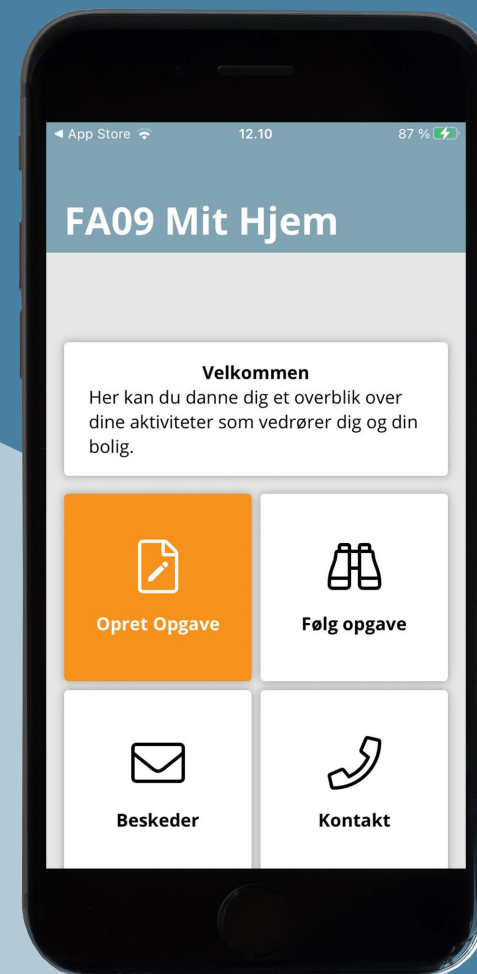 App Store 12.10 87 %
FA09 Mit Hjem
Velkommen
Her kan du danne dig et overblik over
dine aktiviteter som vedrører dig og din
bolig.
Opret Opgave Følg opgave
Beskeder Kontakt